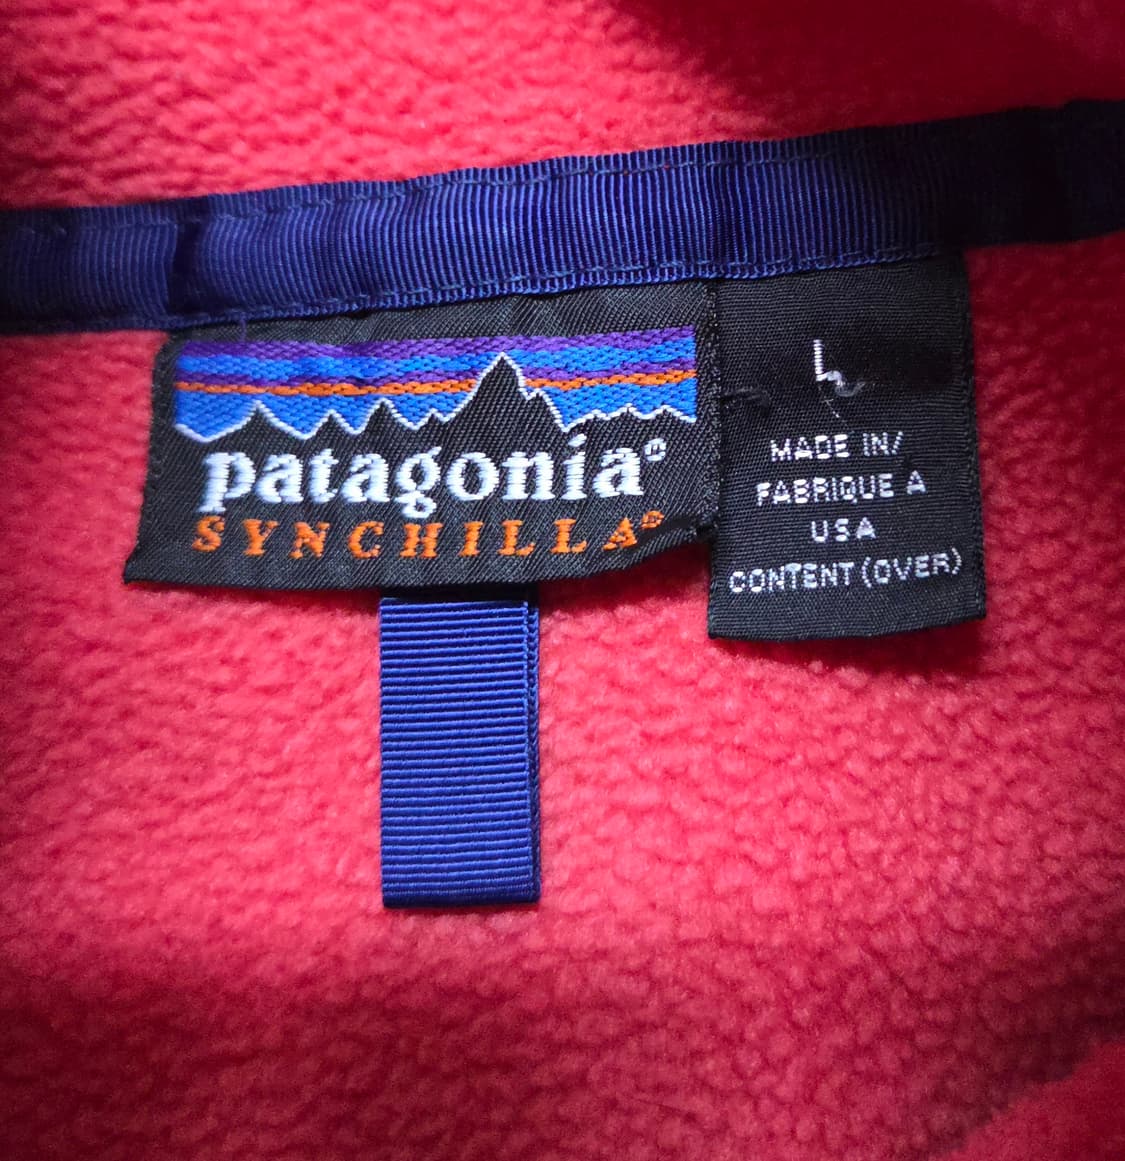 patagonia®
SYNCHILLA®
L
MADE IN/
FABRIQUE A
USA
CONTENT (OVER)